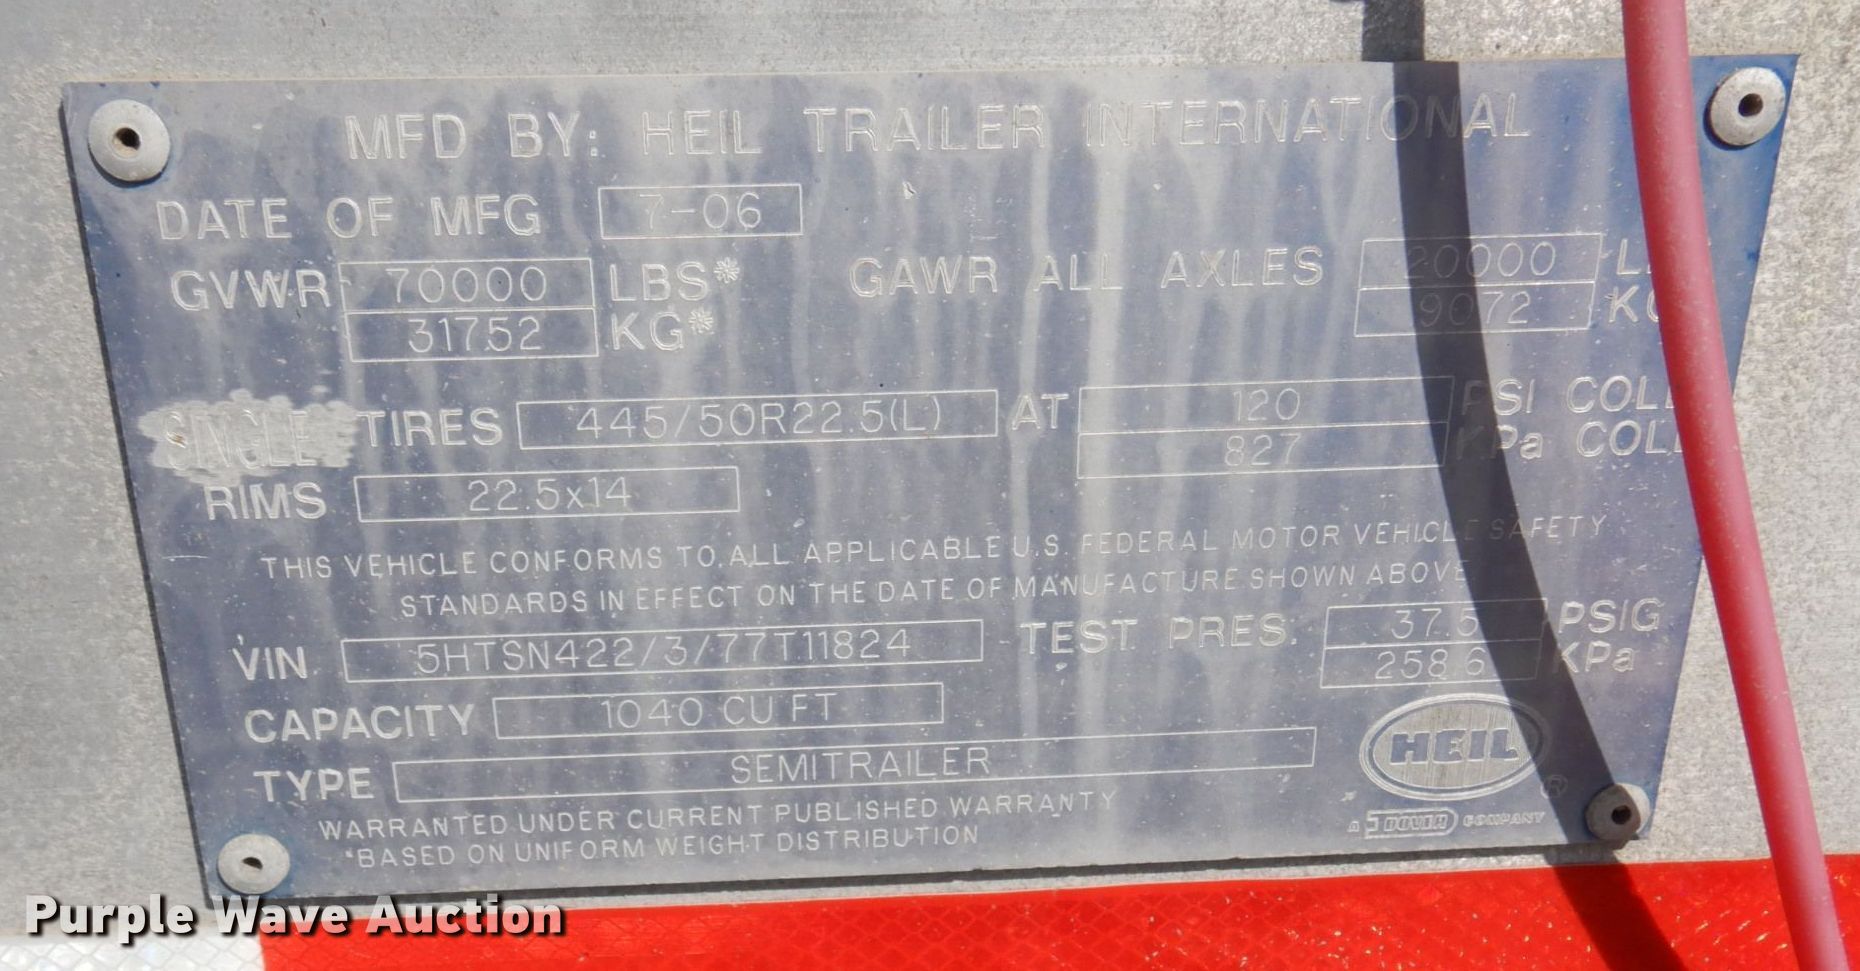 MFD BY: HEIL TRAILER INTERNATIONAL
DATE OF MFG 7-06
GVWR 70000 LBS* GAWR ALL AXLES 20000
31752 KG* 9072
SINGLE TIRES 445/50R22.5(L) AT 120 PSI COLD
827 KPa COLD
RIMS 22.5x14
THIS VEHICLE CONFORMS TO ALL APPLICABLE U.S. FEDERAL MOTOR VEHICLE SAFETY
STANDARDS IN EFFECT ON THE DATE OF MANUFACTURE SHOWN ABOVE
VIN 5HTSN422/3/77T11824 TEST PRES. 37.5 PSIG
258.6 KPa
CAPACITY 1040 CU FT
TYPE SEMITRAILER
HEIL ®
WARRANTED UNDER CURRENT PUBLISHED WARRANTY
*BASED ON UNIFORM WEIGHT DISTRIBUTION
A DOVER COMPANY
Purple Wave Auction